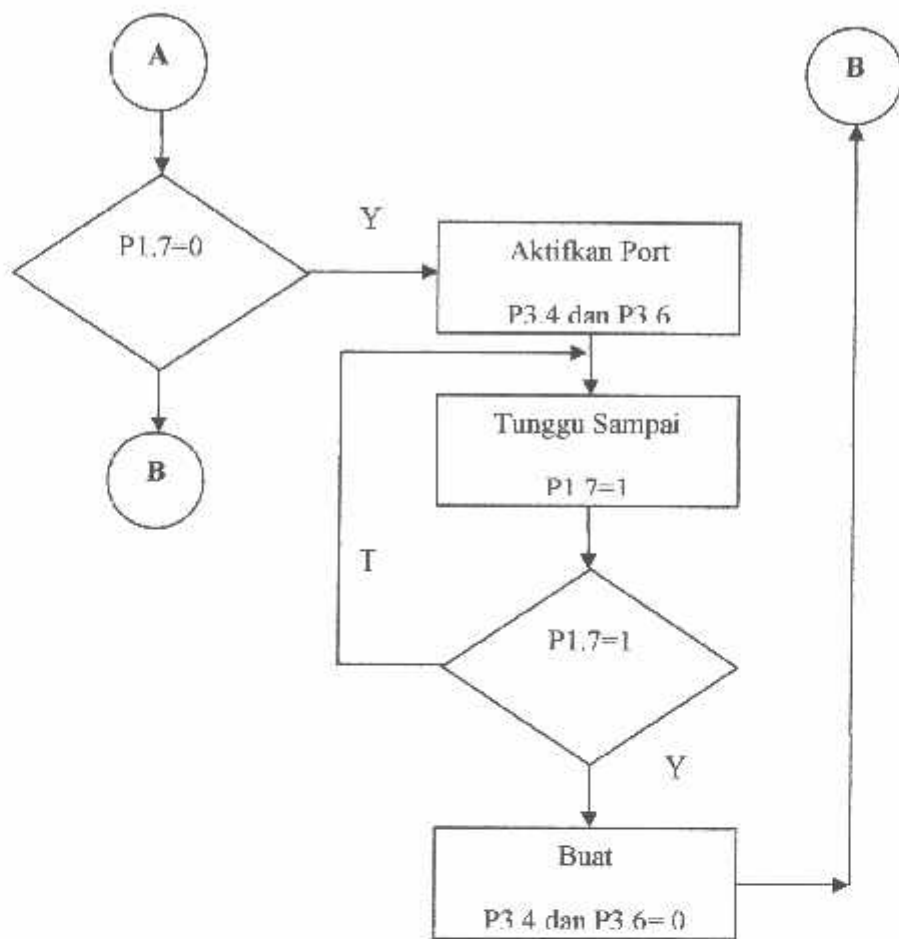 A
B
P1.7=0
Y
Aktifkan Port
P3.4 dan P3.6
Tunggu Sampai
P1.7=1
B
T
P1.7=1
Y
Buat
P3.4 dan P3.6= 0